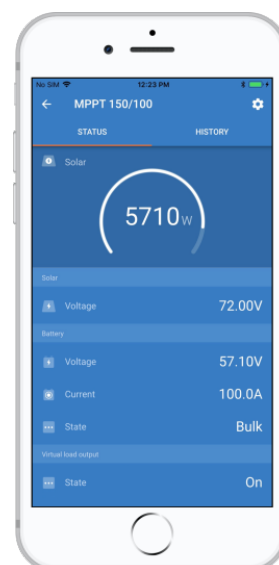 No SIM 12:23 PM
MPPT 150/100
STATUS HISTORY
Solar
5710W
Solar
Voltage 72.00V
Battery
Voltage 57.10V
Current 100.0A
State Bulk
Virtual load output
State On